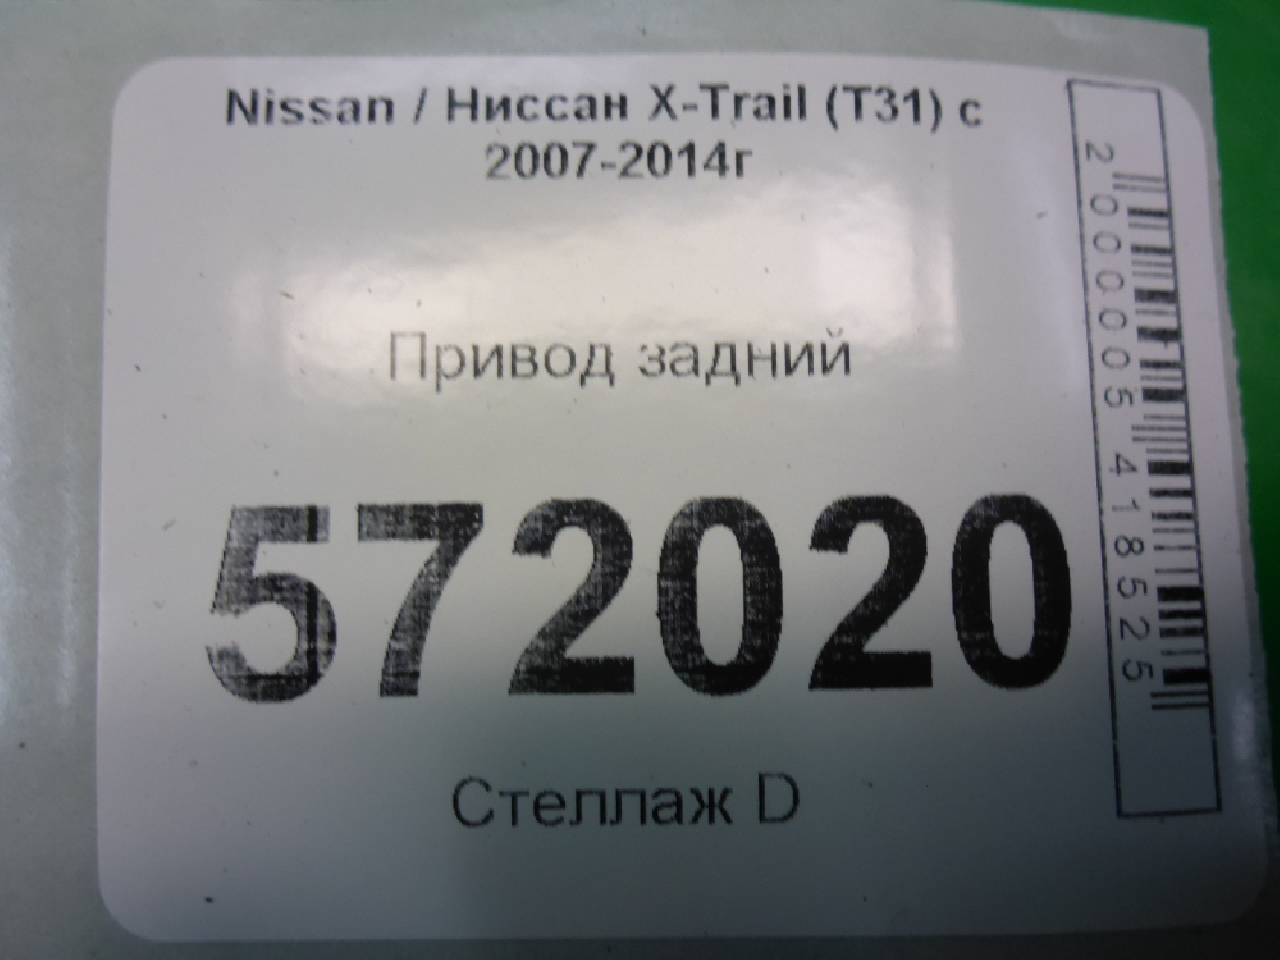 Nissan / Ниссан X-Trail (T31) с
2007-2014г
Привод задний
572020
Стеллаж D
2000005418525